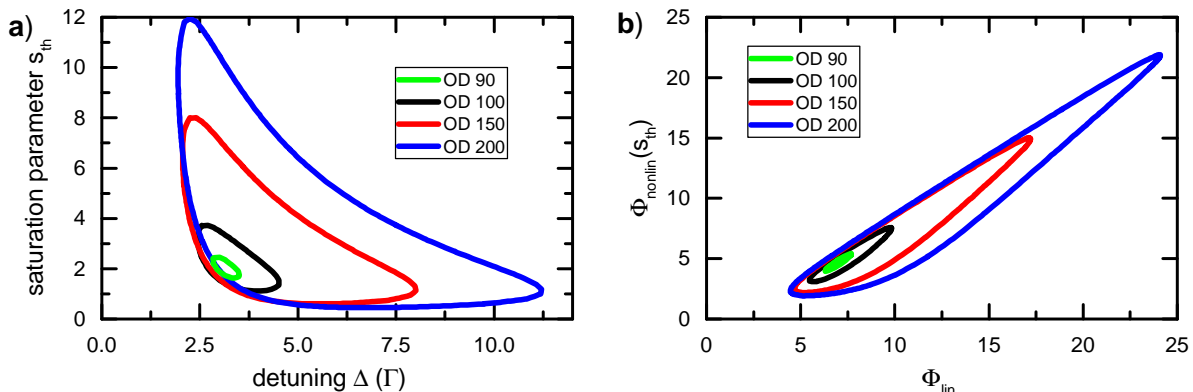 a)
saturation parameter s_th
12
10
8
6
4
2
0
0.0 2.5 5.0 7.5 10.0
detuning Δ (Γ)
OD 90
OD 100
OD 150
OD 200
b)
Φ_nonlin(s_th)
25
20
15
10
5
0
0 5 10 15 20 25
Φ_lin
OD 90
OD 100
OD 150
OD 200